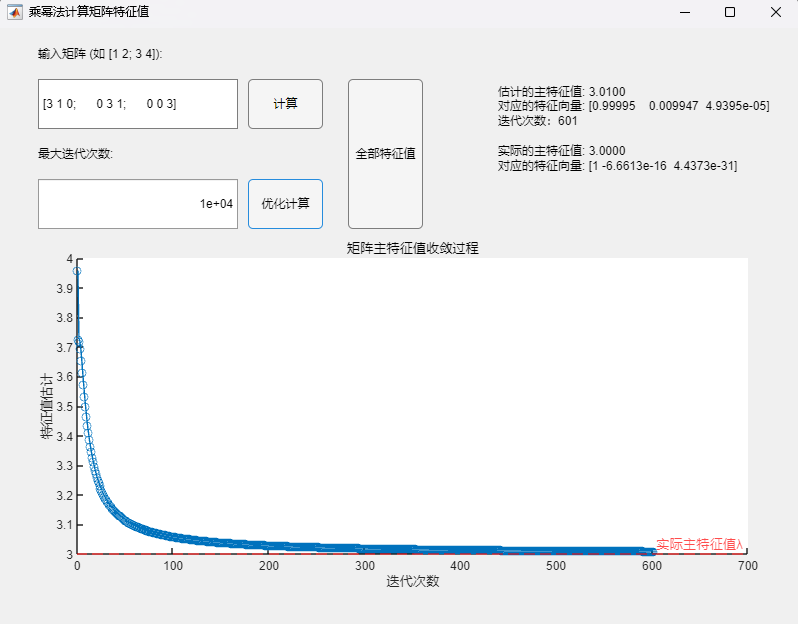 乘幂法计算矩阵特征值
输入矩阵 (如 [1 2; 3 4]):
[3 1 0; 0 3 1; 0 0 3]
计算
最大迭代次数:
1e+04
优化计算
全部特征值
估计的主特征值: 3.0100
对应的特征向量: [0.99995 0.009947 4.9395e-05]
迭代次数: 601
实际的主特征值: 3.0000
对应的特征向量: [1 -6.6613e-16 4.4373e-31]
矩阵主特征值收敛过程
特征值估计
4
3.9
3.8
3.7
3.6
3.5
3.4
3.3
3.2
3.1
3
实际主特征值λ
0 100 200 300 400 500 600 700
迭代次数